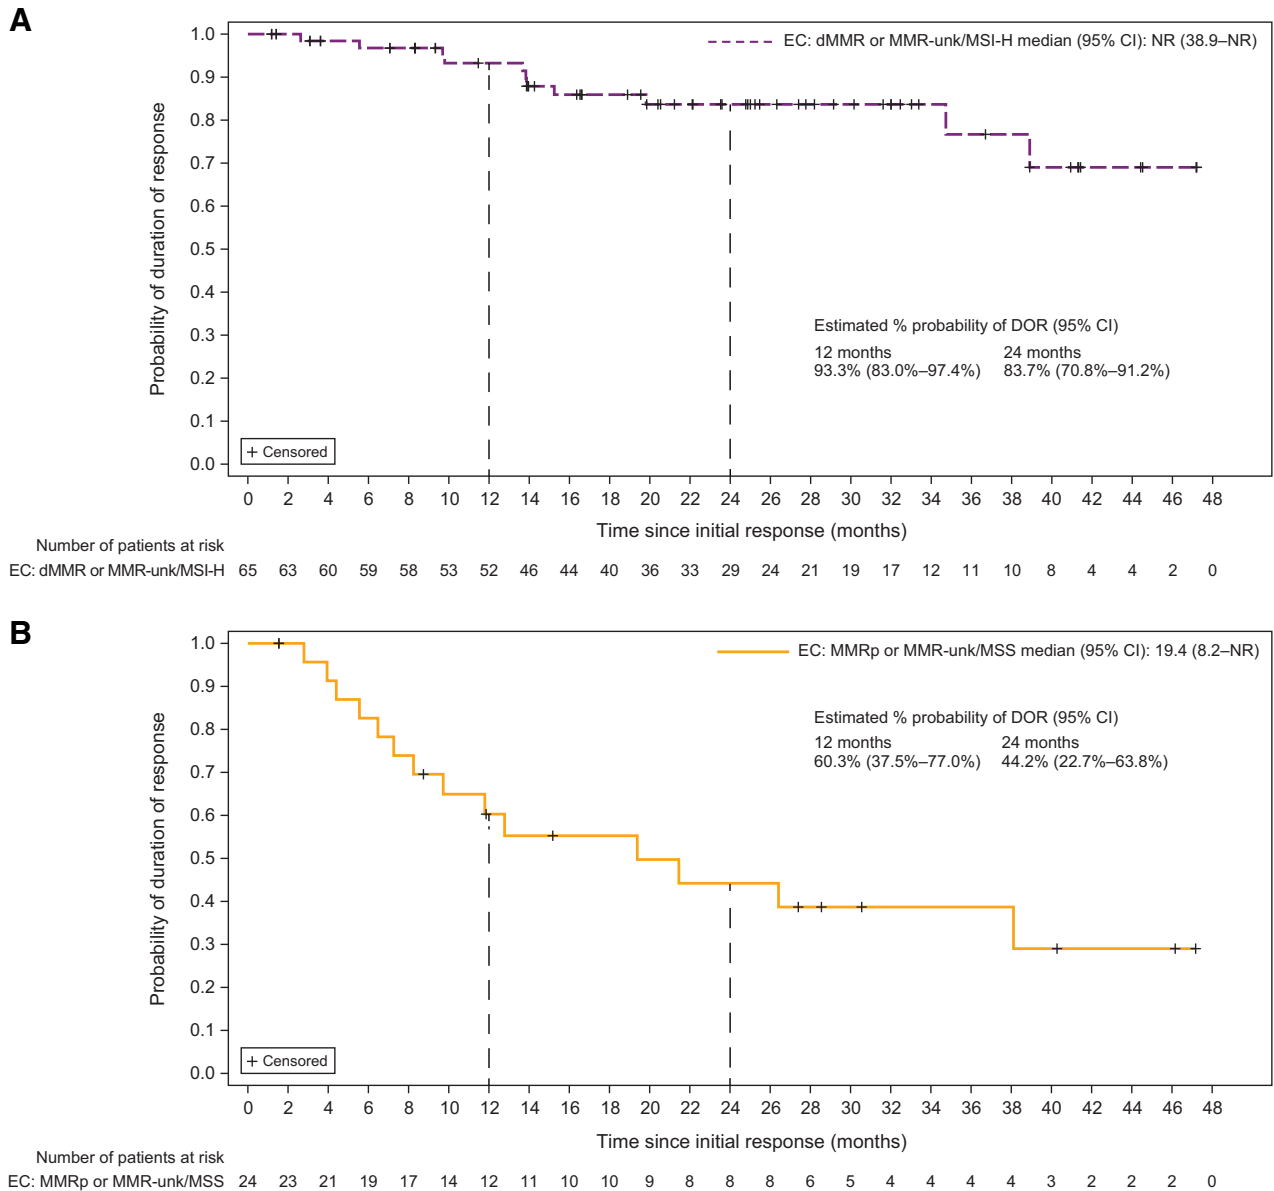 A
EC: dMMR or MMR-unk/MSI-H median (95% CI): NR (38.9–NR)
Probability of duration of response
1.0
0.9
0.8
0.7
0.6
0.5
0.4
0.3
0.2
0.1
0.0
Estimated % probability of DOR (95% CI)
12 months 24 months
93.3% (83.0%–97.4%) 83.7% (70.8%–91.2%)
+ Censored
0 2 4 6 8 10 12 14 16 18 20 22 24 26 28 30 32 34 36 38 40 42 44 46 48
Time since initial response (months)
Number of patients at risk
EC: dMMR or MMR-unk/MSI-H 65 63 60 59 58 53 52 46 44 40 36 33 29 24 21 19 17 12 11 10 8 4 4 2 0
B
EC: MMRp or MMR-unk/MSS median (95% CI): 19.4 (8.2–NR)
Probability of duration of response
1.0
0.9
0.8
0.7
0.6
0.5
0.4
0.3
0.2
0.1
0.0
Estimated % probability of DOR (95% CI)
12 months 24 months
60.3% (37.5%–77.0%) 44.2% (22.7%–63.8%)
+ Censored
0 2 4 6 8 10 12 14 16 18 20 22 24 26 28 30 32 34 36 38 40 42 44 46 48
Time since initial response (months)
Number of patients at risk
EC: MMRp or MMR-unk/MSS 24 23 21 19 17 14 12 11 10 10 9 8 8 8 6 5 4 4 4 4 3 2 2 2 0